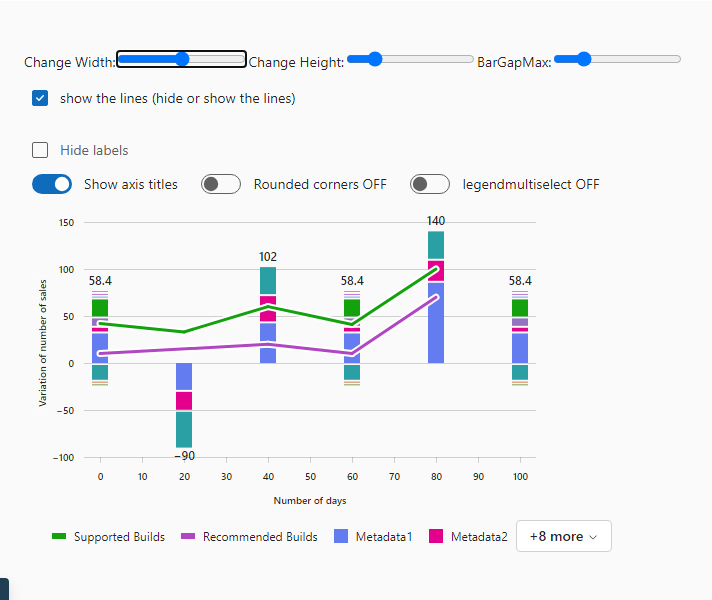 Change Width: Change Height: BarGapMax:
show the lines (hide or show the lines)
Hide labels
Show axis titles Rounded corners OFF legendmultiselect OFF
150
100
50
0
−50
−100
Variation of number of sales
58.4
−90
102
58.4
140
58.4
0 10 20 30 40 50 60 70 80 90 100
Number of days
Supported Builds Recommended Builds Metadata1 Metadata2 +8 more